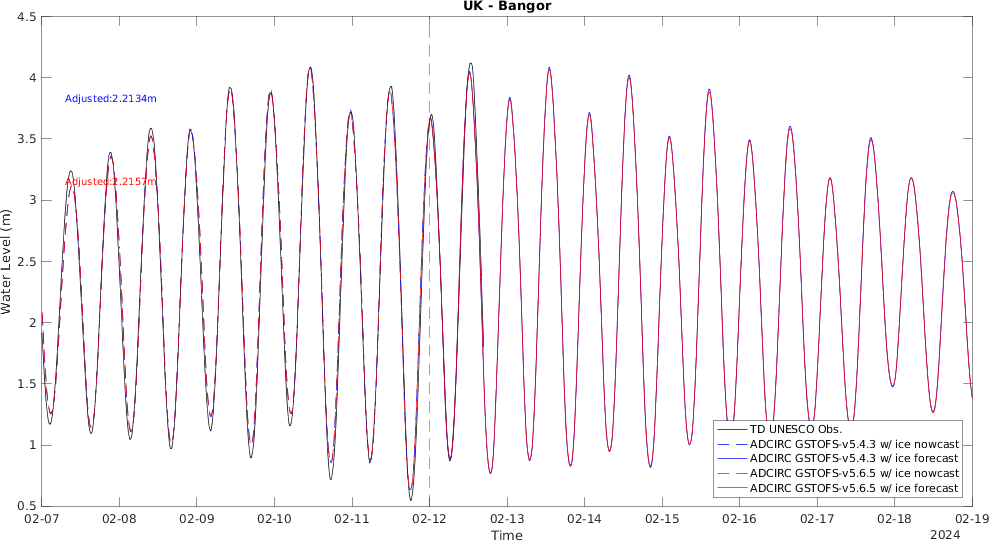 UK - Bangor
4.5
4
3.5
3
2.5
2
1.5
1
0.5
Water Level (m)
Adjusted:2.2134m
Adjusted:2.2157m
TD UNESCO Obs.
ADCIRC GSTOFS-v5.4.3 w/ ice nowcast
ADCIRC GSTOFS-v5.4.3 w/ ice forecast
ADCIRC GSTOFS-v5.6.5 w/ ice nowcast
ADCIRC GSTOFS-v5.6.5 w/ ice forecast
02-07 02-08 02-09 02-10 02-11 02-12 02-13 02-14 02-15 02-16 02-17 02-18 02-19
Time
2024